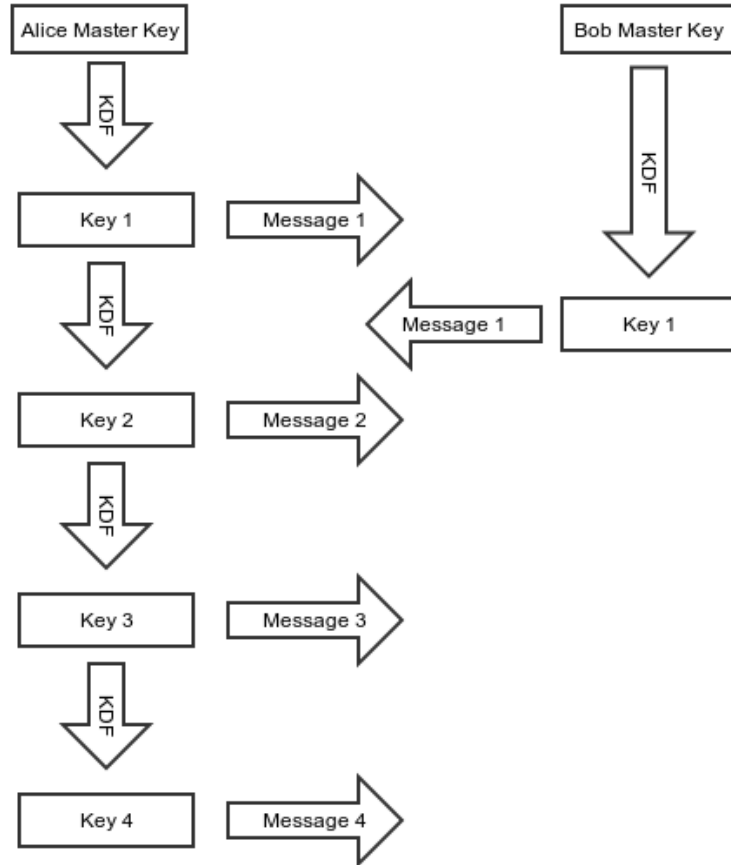 Alice Master Key
Bob Master Key
KDF
KDF
Key 1
Message 1
KDF
Message 1
Key 1
Key 2
Message 2
KDF
Key 3
Message 3
KDF
Key 4
Message 4